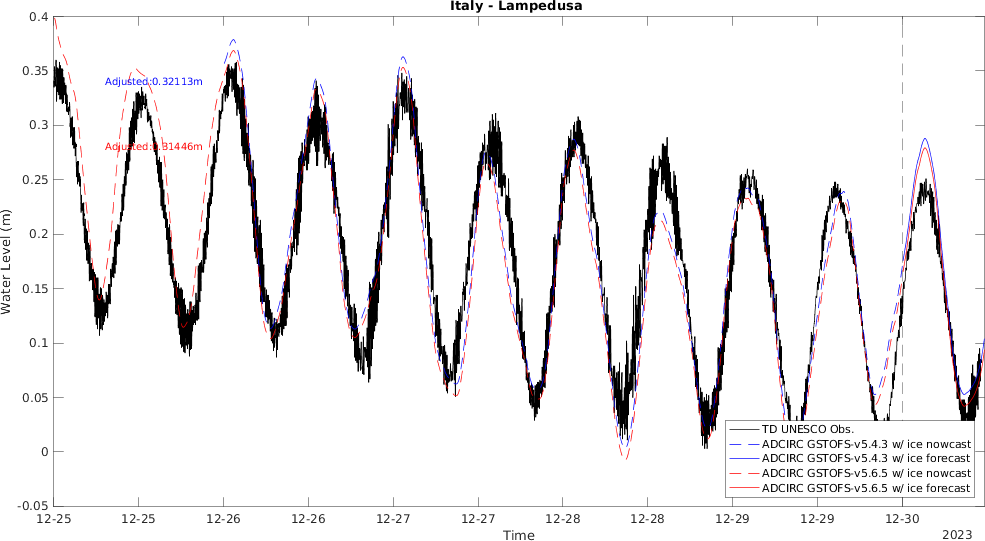 Italy - Lampedusa
0.4
0.35
0.3
0.25
0.2
0.15
0.1
0.05
0
-0.05
Water Level (m)
Adjusted:0.32113m
Adjusted:0.31446m
TD UNESCO Obs.
ADCIRC GSTOFS-v5.4.3 w/ ice nowcast
ADCIRC GSTOFS-v5.4.3 w/ ice forecast
ADCIRC GSTOFS-v5.6.5 w/ ice nowcast
ADCIRC GSTOFS-v5.6.5 w/ ice forecast
12-25 12-25 12-26 12-26 12-27 12-27 12-28 12-28 12-29 12-29 12-30
Time
2023